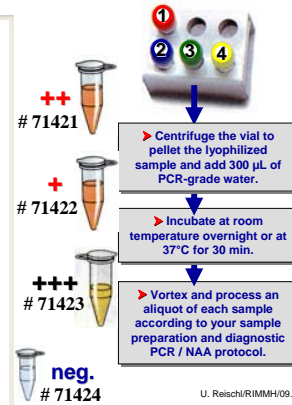 1
2
3
4
++
# 71421
+
# 71422
+++
# 71423
neg.
# 71424
Centrifuge the vial to
pellet the lyophilized
sample and add 300 µL of
PCR-grade water.
Incubate at room
temperature overnight or at
37°C for 30 min.
Vortex and process an
aliquot of each sample
according to your sample
preparation and diagnostic
PCR / NAA protocol.
U. Reischl/RIMMH/09.